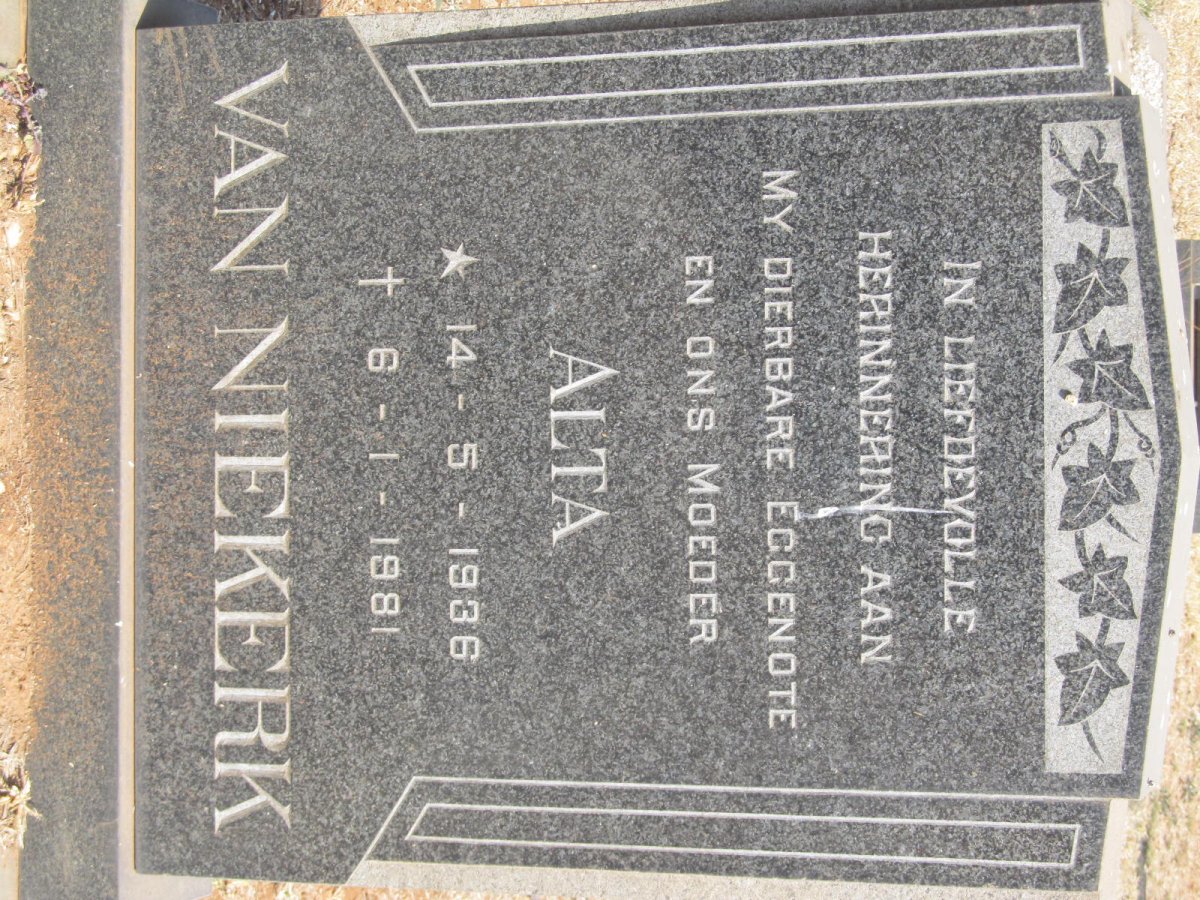 IN LIEFDEVOLLE
HERINNERING AAN
MY DIERBARE EGGENOTE
EN ONS MOEDER
ALTA
★ 14 - 5 - 1936
✝ 6 - 1 - 1981
VAN NIEKERK